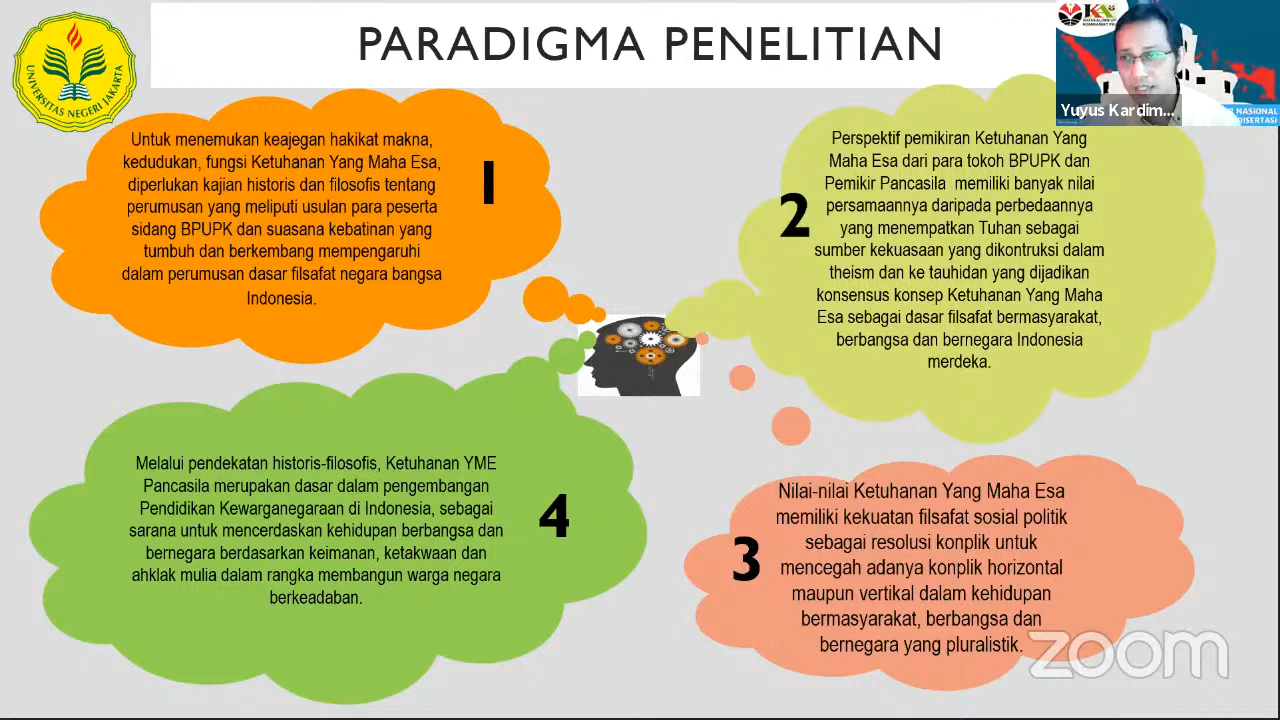 PARADIGMA PENELITIAN
UNIVERSITAS NEGERI JAKARTA
Yuyus Kardim...
NASIONAL
DISERTASI
1
Untuk menemukan keajegan hakikat makna,
kedudukan, fungsi Ketuhanan Yang Maha Esa,
diperlukan kajian historis dan filosofis tentang
perumusan yang meliputi usulan para peserta
sidang BPUPK dan suasana kebatinan yang
tumbuh dan berkembang mempengaruhi
dalam perumusan dasar filsafat negara bangsa
Indonesia.
2
Perspektif pemikiran Ketuhanan Yang
Maha Esa dari para tokoh BPUPK dan
Pemikir Pancasila memiliki banyak nilai
persamaannya daripada perbedaannya
yang menempatkan Tuhan sebagai
sumber kekuasaan yang dikontruksi dalam
theism dan ke tauhidan yang dijadikan
konsensus konsep Ketuhanan Yang Maha
Esa sebagai dasar filsafat bermasyarakat,
berbangsa dan bernegara Indonesia
merdeka.
3
Nilai-nilai Ketuhanan Yang Maha Esa
memiliki kekuatan filsafat sosial politik
sebagai resolusi konplik untuk
mencegah adanya konplik horizontal
maupun vertikal dalam kehidupan
bermasyarakat, berbangsa dan
bernegara yang pluralistik.
4
Melalui pendekatan historis-filosofis, Ketuhanan YME
Pancasila merupakan dasar dalam pengembangan
Pendidikan Kewarganegaraan di Indonesia, sebagai
sarana untuk mencerdaskan kehidupan berbangsa dan
bernegara berdasarkan keimanan, ketakwaan dan
ahklak mulia dalam rangka membangun warga negara
berkeadaban.
zoom